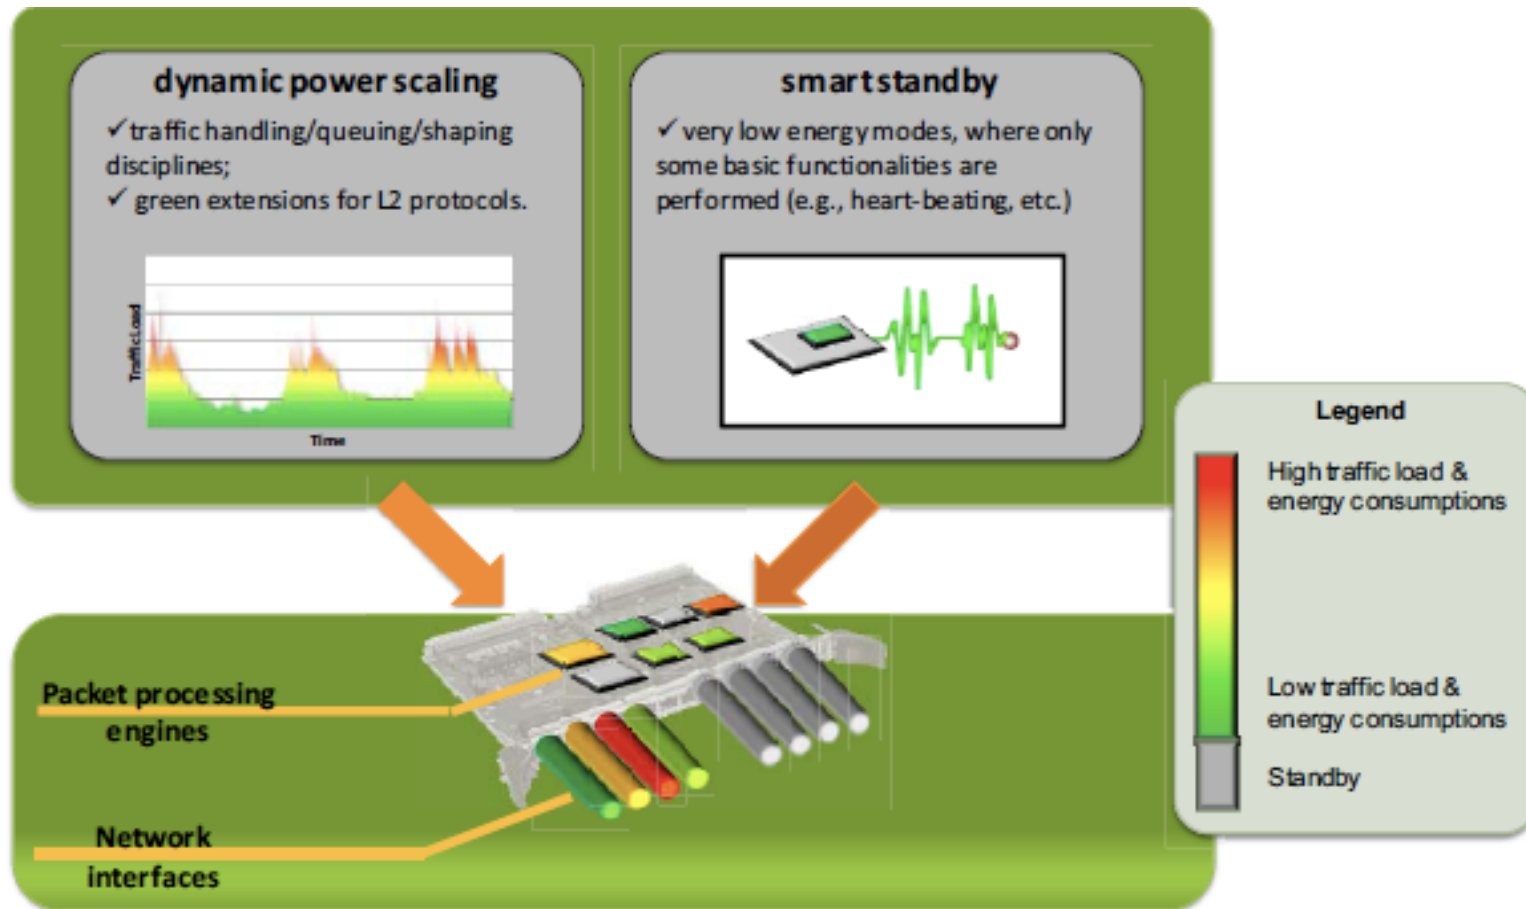 dynamic power scaling
✓ traffic handling/queuing/shaping
disciplines;
✓ green extensions for L2 protocols.
Traffic Load
Time
smart standby
✓ very low energy modes, where only
some basic functionalities are
performed (e.g., heart-beating, etc.)
Legend
High traffic load &
energy consumptions
Low traffic load &
energy consumptions
Standby
Packet processing
engines
Network
interfaces